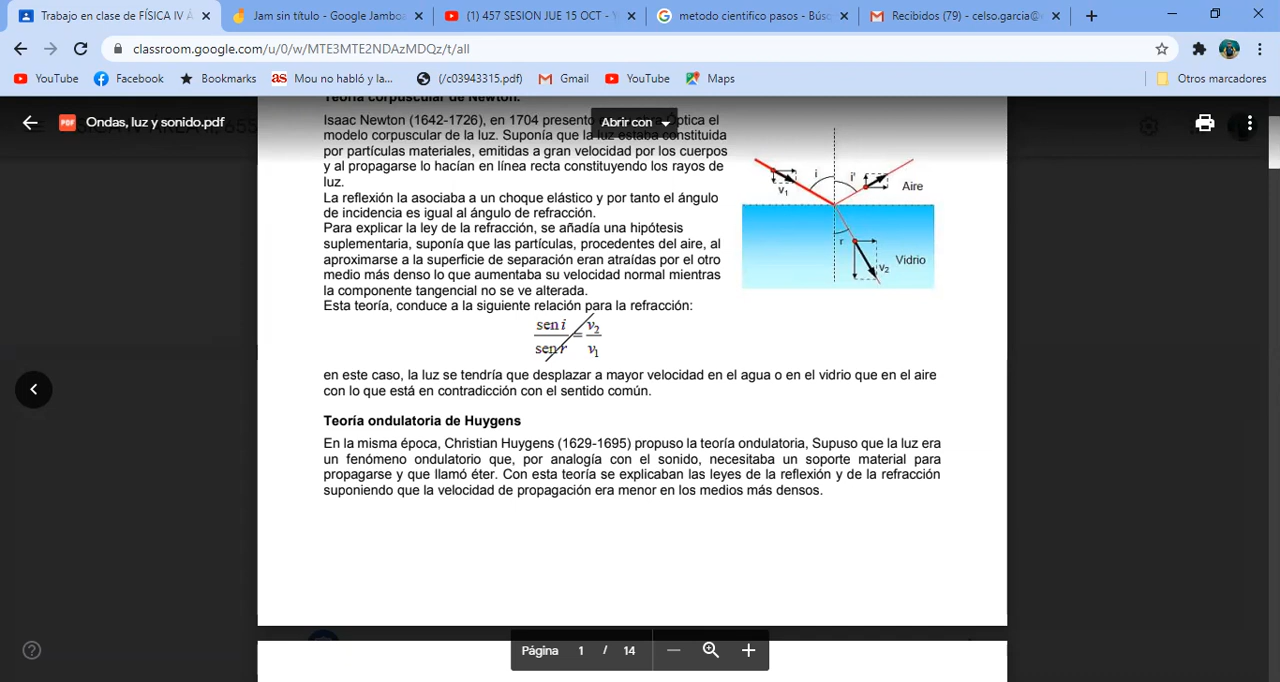 Trabajo en clase de FÍSICA IV Á
Jam sin título - Google Jamboa
(1) 457 SESION JUE 15 OCT - Y
metodo cientifico pasos - Búsq
Recibidos (79) - celso.garcia@
classroom.google.com/u/0/w/MTE3MTE2NDAzMDQz/t/all
YouTube
Facebook
Bookmarks
as Mou no habló y la...
(/c03943315.pdf)
Gmail
YouTube
Maps
Otros marcadores
Teoría corpuscular de Newton.
PDF Ondas, luz y sonido.pdf
Abrir con
Isaac Newton (1642-1726), en 1704 presento Óptica el
modelo corpuscular de la luz. Suponía que la luz estaba constituida
por partículas materiales, emitidas a gran velocidad por los cuerpos
y al propagarse lo hacían en línea recta constituyendo los rayos de
luz.
La reflexión la asociaba a un choque elástico y por tanto el ángulo
de incidencia es igual al ángulo de refracción.
Para explicar la ley de la refracción, se añadía una hipótesis
suplementaria, suponía que las partículas, procedentes del aire, al
aproximarse a la superficie de separación eran atraídas por el otro
medio más denso lo que aumentaba su velocidad normal mientras
la componente tangencial no se ve alterada.
Esta teoría, conduce a la siguiente relación para la refracción:
i
i'
v1
Aire
r
v2
Vidrio
sen i = v2
sen r v1
en este caso, la luz se tendría que desplazar a mayor velocidad en el agua o en el vidrio que en el aire
con lo que está en contradicción con el sentido común.
Teoría ondulatoria de Huygens
En la misma época, Christian Huygens (1629-1695) propuso la teoría ondulatoria, Supuso que la luz era
un fenómeno ondulatorio que, por analogía con el sonido, necesitaba un soporte material para
propagarse y que llamó éter. Con esta teoría se explicaban las leyes de la reflexión y de la refracción
suponiendo que la velocidad de propagación era menor en los medios más densos.
Página 1 / 14